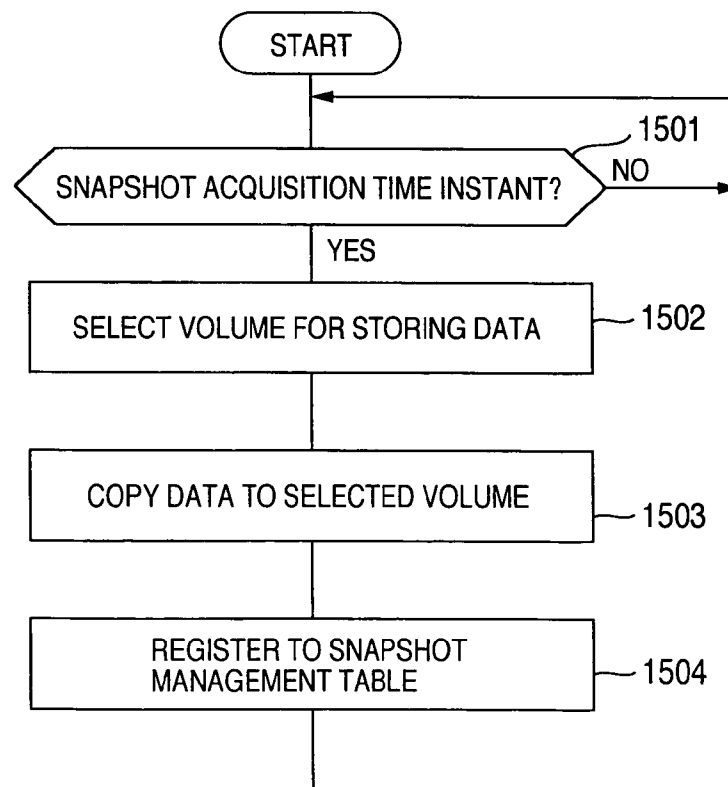 START
1501
SNAPSHOT ACQUISITION TIME INSTANT?
NO
YES
SELECT VOLUME FOR STORING DATA
1502
COPY DATA TO SELECTED VOLUME
1503
REGISTER TO SNAPSHOT
MANAGEMENT TABLE
1504